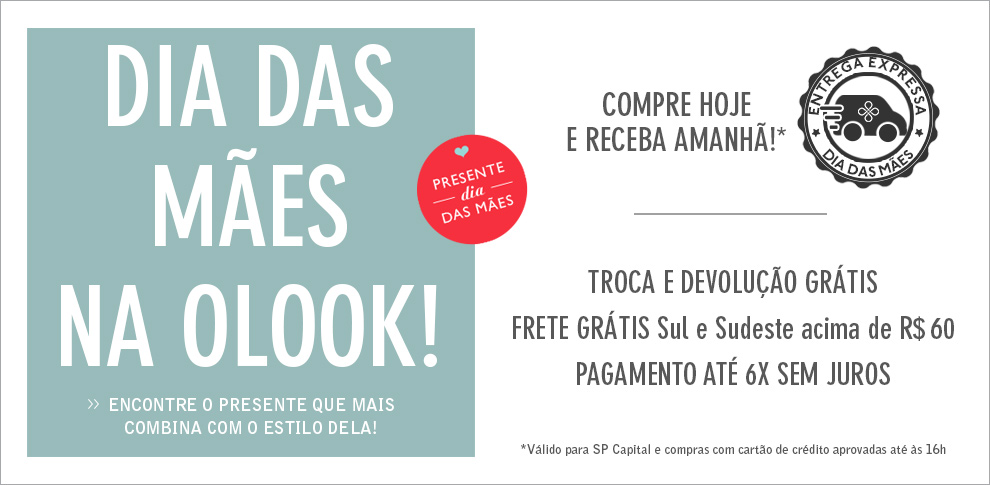 DIA DAS
MÃES
NA OLOOK!
>> ENCONTRE O PRESENTE QUE MAIS
COMBINA COM O ESTILO DELA!
PRESENTE
dia
DAS MÃES
COMPRE HOJE
E RECEBA AMANHÃ!*
ENTREGA EXPRESSA
DIA DAS MÃES
TROCA E DEVOLUÇÃO GRÁTIS
FRETE GRÁTIS Sul e Sudeste acima de R$ 60
PAGAMENTO ATÉ 6X SEM JUROS
*Válido para SP Capital e compras com cartão de crédito aprovadas até às 16h